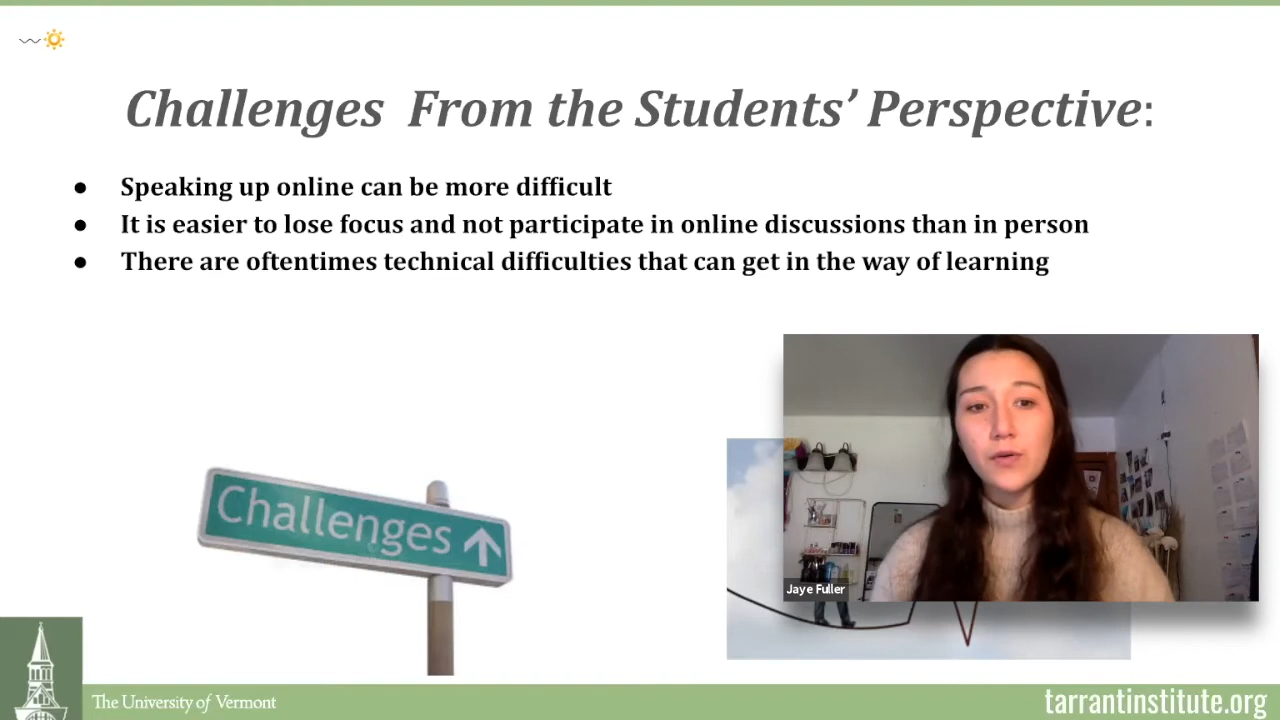 Challenges  From the Students’ Perspective:
● Speaking up online can be more difficult
● It is easier to lose focus and not participate in online discussions than in person
● There are oftentimes technical difficulties that can get in the way of learning
Challenges ↑
Jaye Fuller
The University of Vermont
tarrantinstitute.org